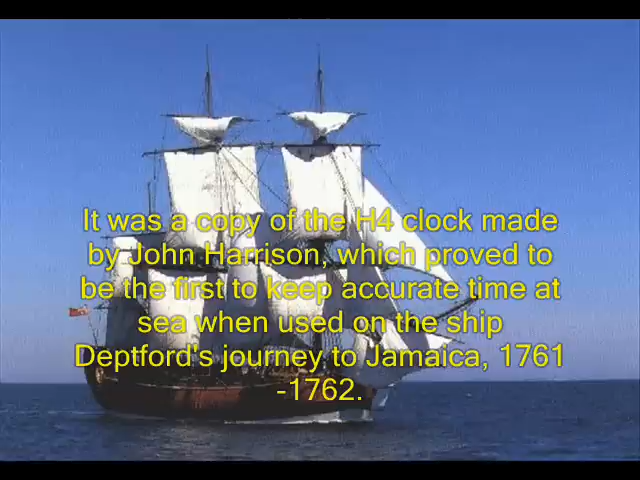 It was a copy of the H4 clock made
by John Harrison, which proved to
be the first to keep accurate time at
sea when used on the ship
Deptford's journey to Jamaica, 1761
-1762.